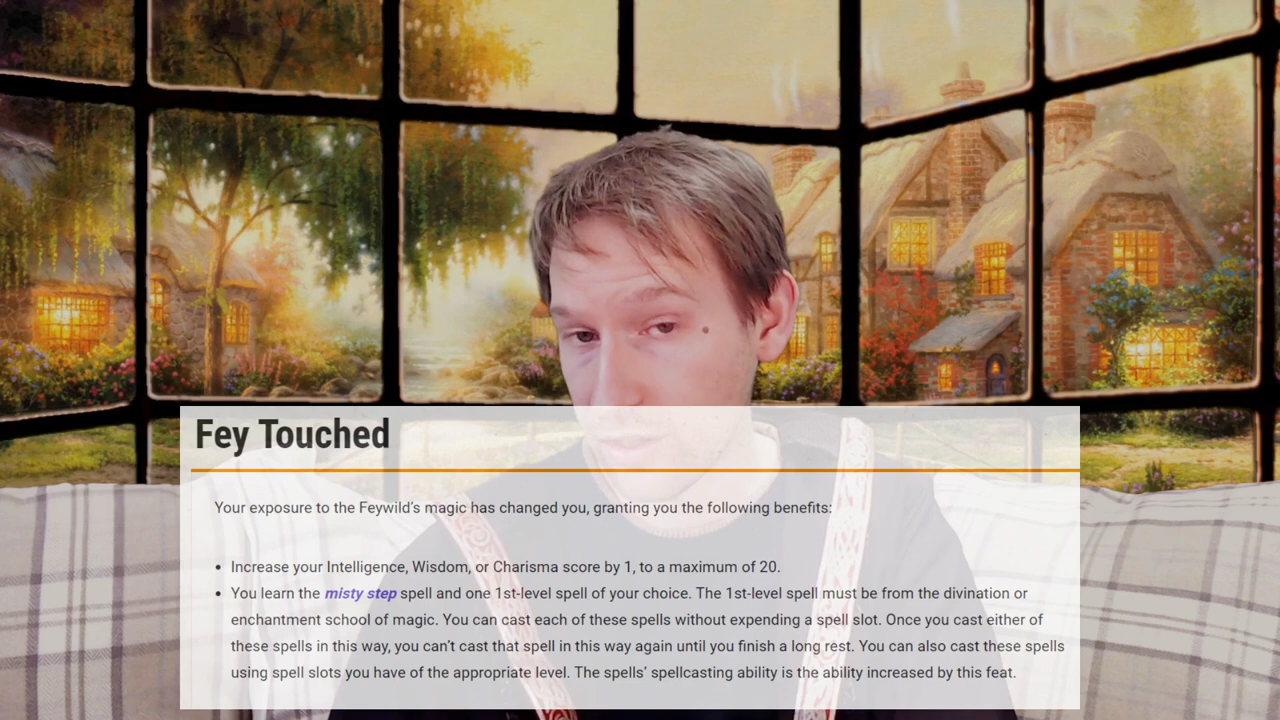 Fey Touched
Your exposure to the Feywild’s magic has changed you, granting you the following benefits:
• Increase your Intelligence, Wisdom, or Charisma score by 1, to a maximum of 20.
• You learn the misty step spell and one 1st-level spell of your choice. The 1st-level spell must be from the divination or
enchantment school of magic. You can cast each of these spells without expending a spell slot. Once you cast either of
these spells in this way, you can’t cast that spell in this way again until you finish a long rest. You can also cast these spells
using spell slots you have of the appropriate level. The spells’ spellcasting ability is the ability increased by this feat.